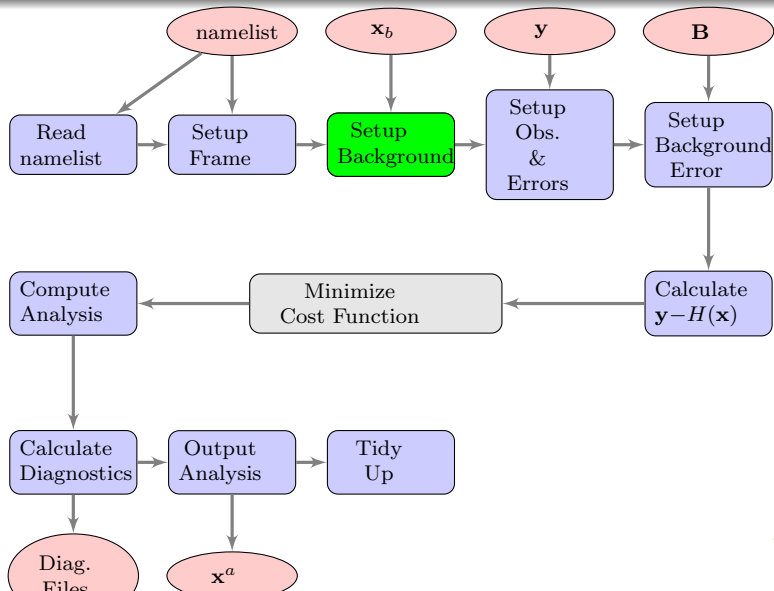 namelist
x_b
y
B
Read
namelist
Setup
Frame
Setup
Background
Setup
Obs.
&
Errors
Setup
Background
Error
Compute
Analysis
Minimize
Cost Function
Calculate
y−H(x)
Calculate
Diagnostics
Output
Analysis
Tidy
Up
Diag.
Files
x^a